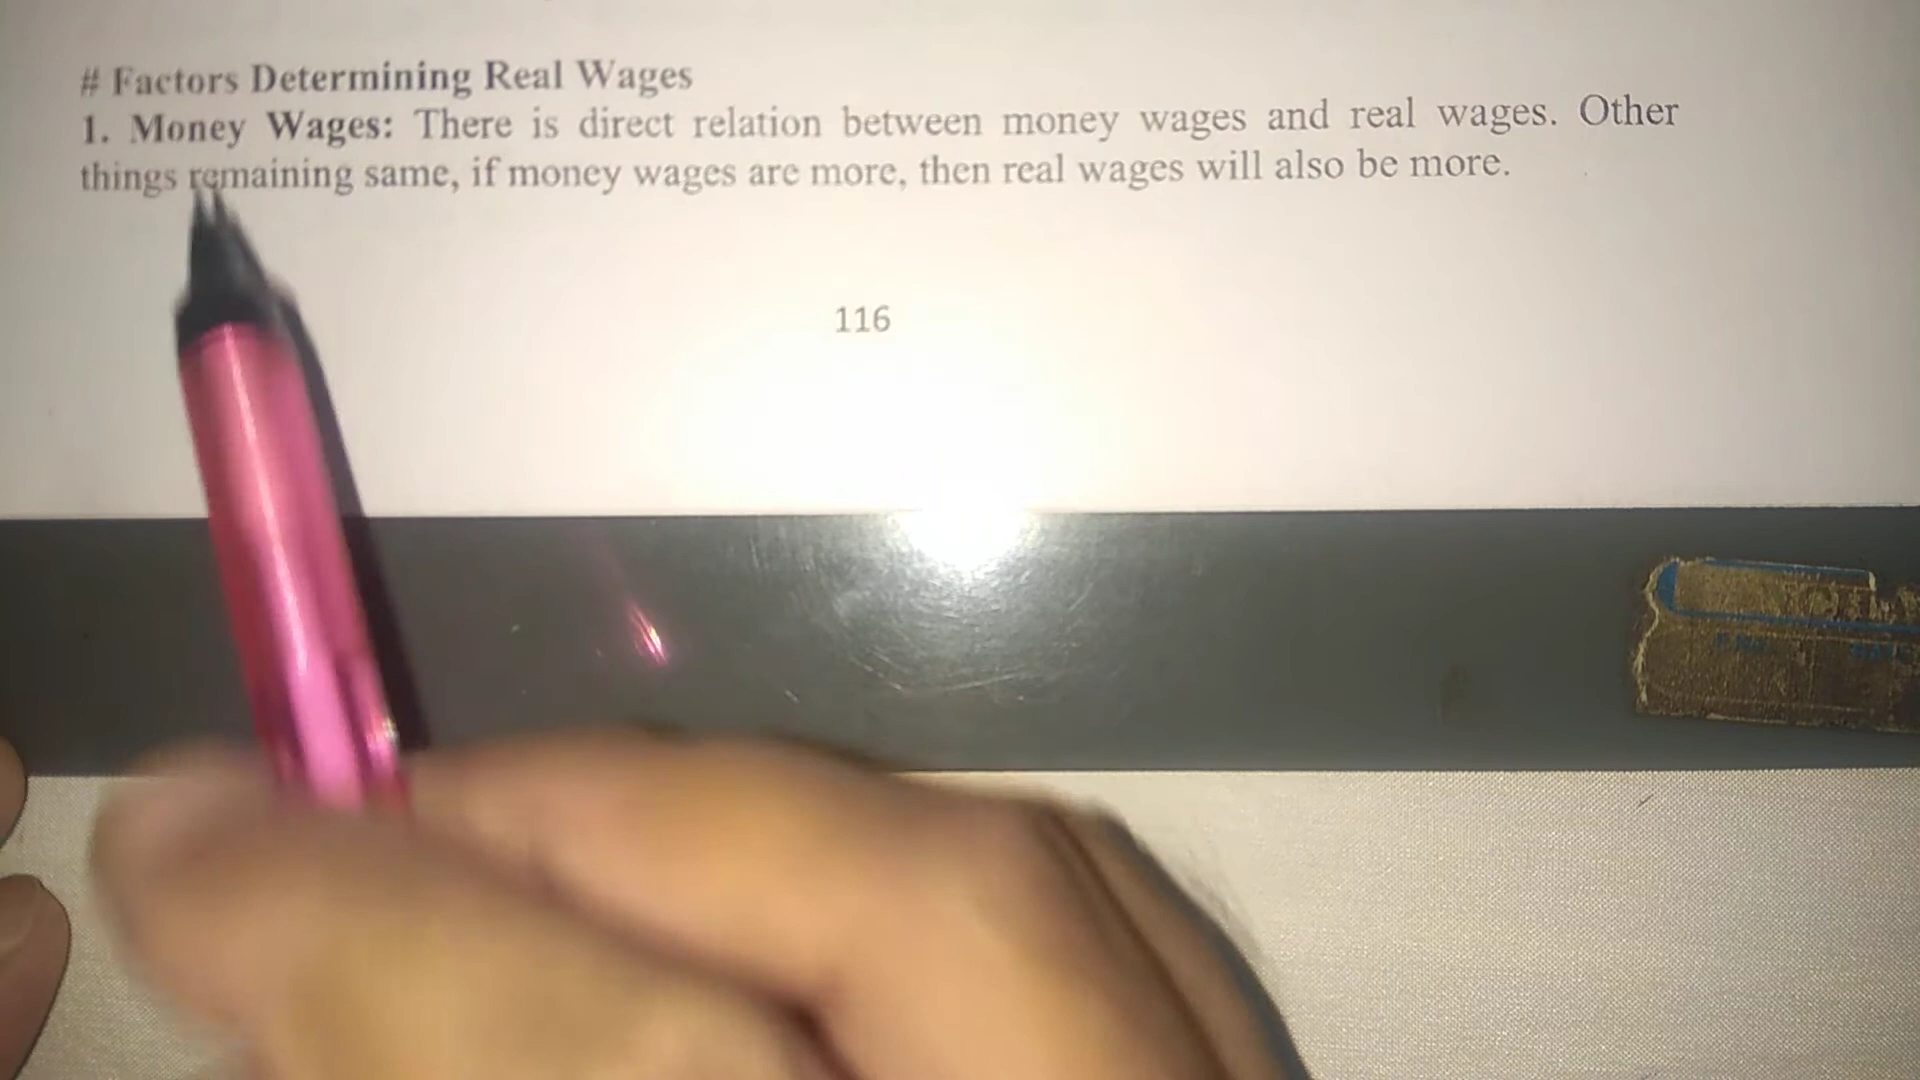 # Factors Determining Real Wages
1. Money Wages: There is direct relation between money wages and real wages. Other
things remaining same, if money wages are more, then real wages will also be more.
116